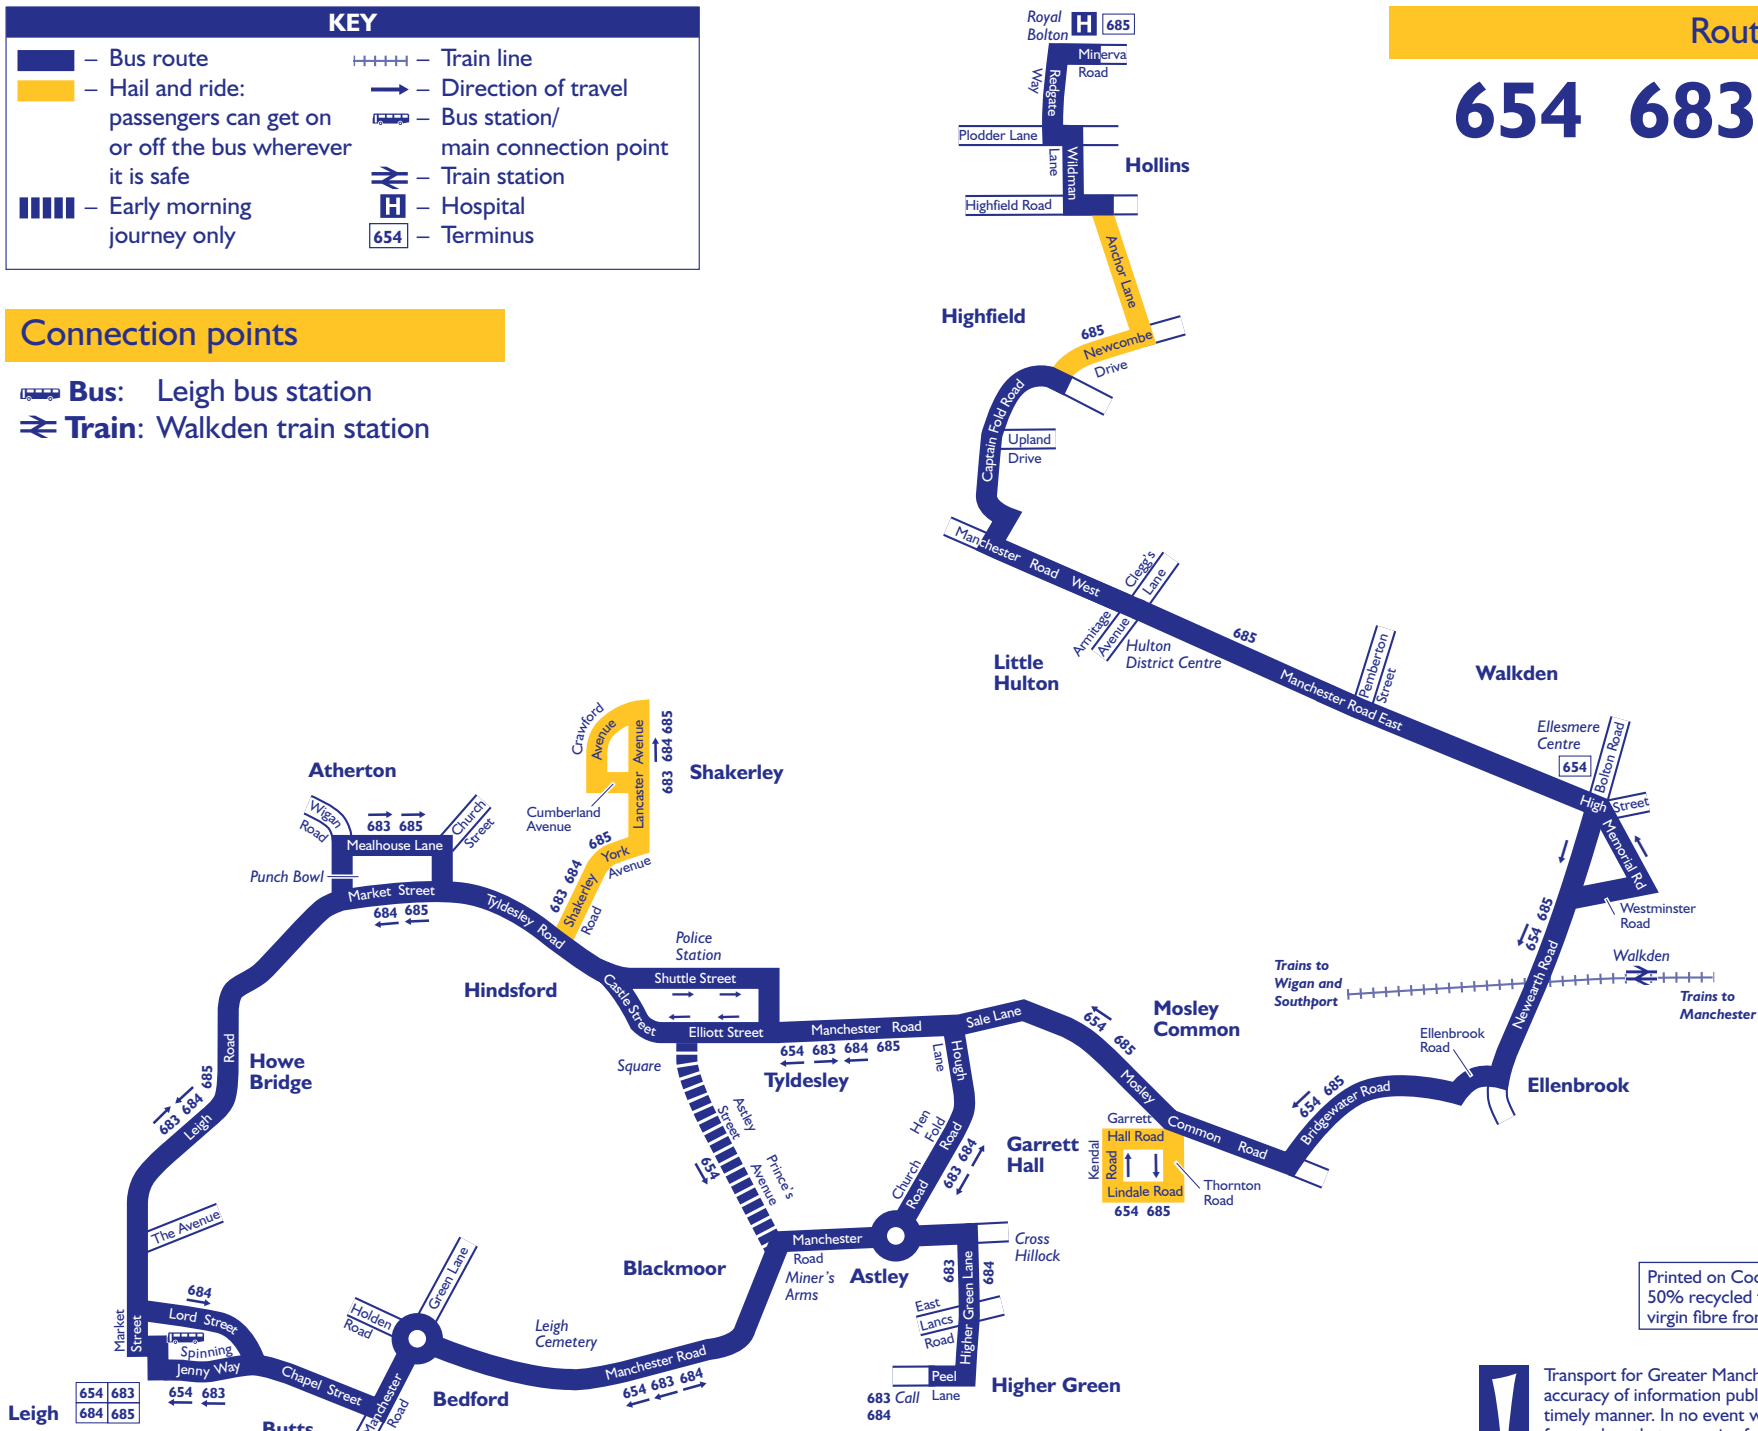 KEY
– Bus route
– Hail and ride:
passengers can get on
or off the bus wherever
it is safe
– Early morning
journey only
– Train line
– Direction of travel
– Bus station/
main connection point
– Train station
H – Hospital
654 – Terminus
Connection points
Bus: Leigh bus station
Train: Walkden train station
654 683
Royal
Bolton
H
685
Minerva
Road
Redgate
Way
Plodder Lane
Wildman
Lane
Hollins
Highfield Road
Anchor Lane
Highfield
685
Newcombe
Drive
Captain Fold Road
Upland
Drive
Manchester Road West
Clegg's
Lane
Armitage
Avenue
Hulton
District Centre
685
Little
Hulton
Pemberton
Street
Manchester Road East
Walkden
Ellesmere
Centre
654
Bolton Road
High Street
Memorial Rd
Westminster
Road
654 685
Newearth Road
Walkden
Trains to
Wigan and
Southport
Trains to
Manchester
Ellenbrook
Road
Ellenbrook
Bridgewater Road
654 685
Crawford
Avenue
Lancaster Avenue
683 684 685
Shakerley
Cumberland
Avenue
York
Avenue
685
683 684
Shakerley
Road
Atherton
Wigan
Road
683 685
Church
Street
Mealhouse Lane
Punch Bowl
Market Street
684 685
Tyldesley Road
Hindsford
Police
Station
Shuttle Street
Castle Street
Elliott Street
Square
Manchester Road
654 683 684 685
Tyldesley
Sale Lane
654 685
Mosley
Common
Mosley Common Road
Hough
Lane
Hen
Fold
Road
Church
Road
683 684
Garrett
Hall
Garrett
Hall Road
Kendal
Road
Lindale Road
Thornton
Road
654 685
Howe
Bridge
Leigh Road
683 684 685
Astley
Street
Prince's
Avenue
654
Blackmoor
Manchester
Road
Miner's
Arms
Astley
Cross
Hillock
683 684
Higher Green Lane
East
Lancs
Road
Peel
Lane
683 Call
684
Higher Green
The Avenue
684
Lord Street
Market
Street
Spinning
Jenny Way
654 683
Chapel Street
Leigh
654 683
684 685
Butts
Manchester
Road
Holden
Road
Green Lane
Bedford
Leigh
Cemetery
Manchester Road
654 683 684
50% recycled
Transport for Greater
accuracy of information
timely manner. In no event